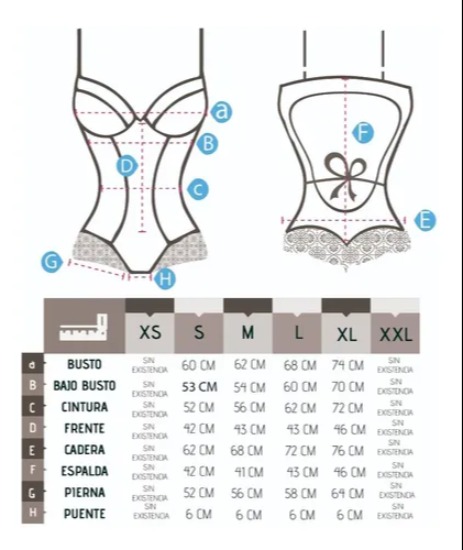 a
B
F
D
C
E
G
H
XS S M L XL XXL
a BUSTO SIN EXISTENCIA 60 CM 62 CM 68 CM 74 CM SIN EXISTENCIA
B BAJO BUSTO SIN EXISTENCIA 53 CM 54 CM 60 CM 70 CM SIN EXISTENCIA
C CINTURA SIN EXISTENCIA 52 CM 56 CM 62 CM 72 CM SIN EXISTENCIA
D FRENTE SIN EXISTENCIA 42 CM 43 CM 43 CM 46 CM SIN EXISTENCIA
E CADERA SIN EXISTENCIA 62 CM 68 CM 72 CM 76 CM SIN EXISTENCIA
F ESPALDA SIN EXISTENCIA 42 CM 41 CM 43 CM 46 CM SIN EXISTENCIA
G PIERNA SIN EXISTENCIA 52 CM 56 CM 58 CM 64 CM SIN EXISTENCIA
H PUENTE SIN EXISTENCIA 6 CM 6 CM 6 CM 6 CM SIN EXISTENCIA